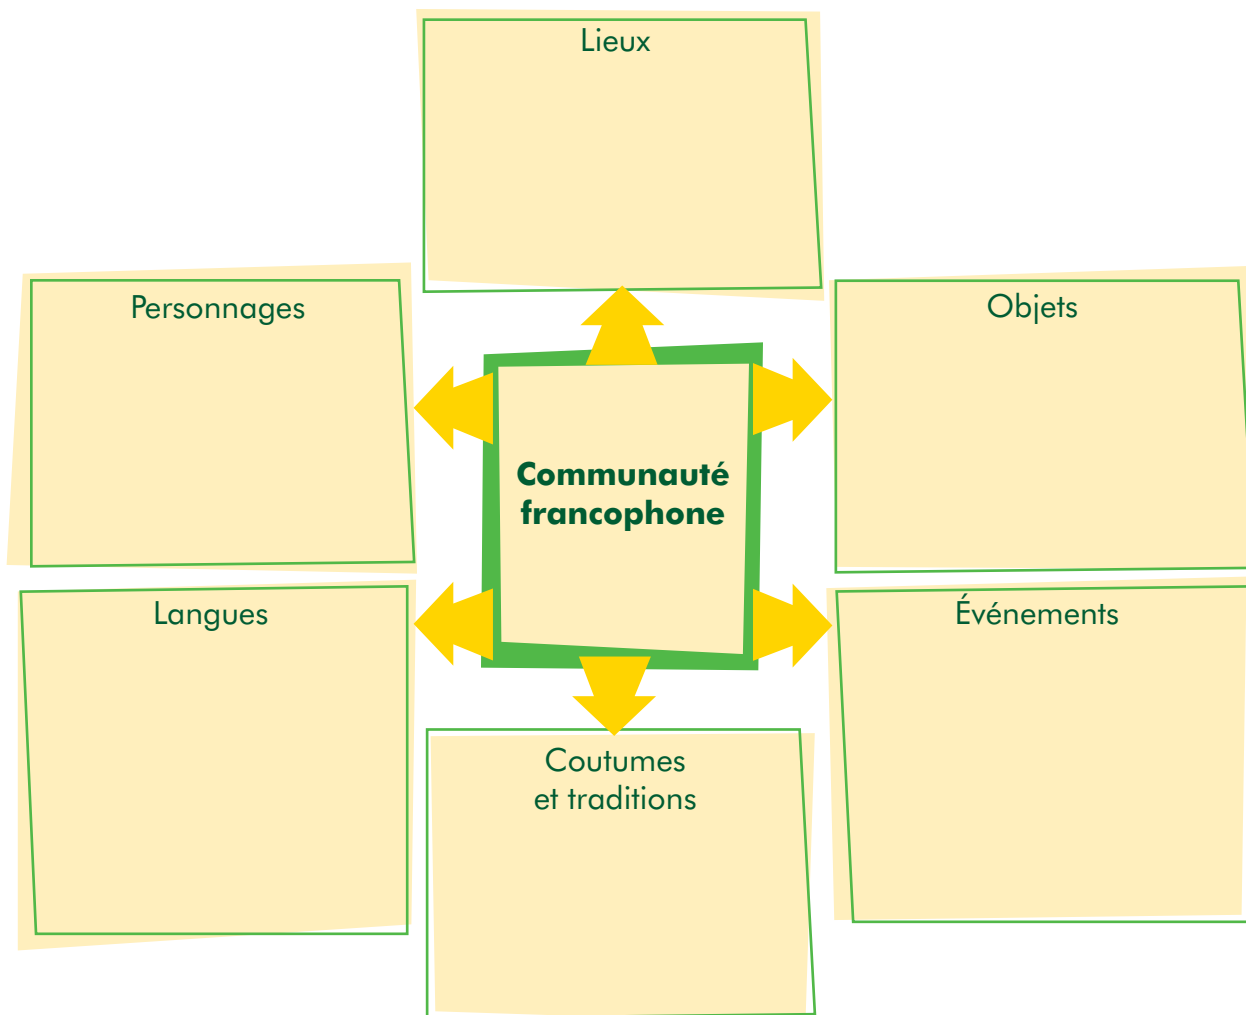 Lieux
Personnages
Objets
Communauté
francophone
Langues
Événements
Coutumes
et traditions